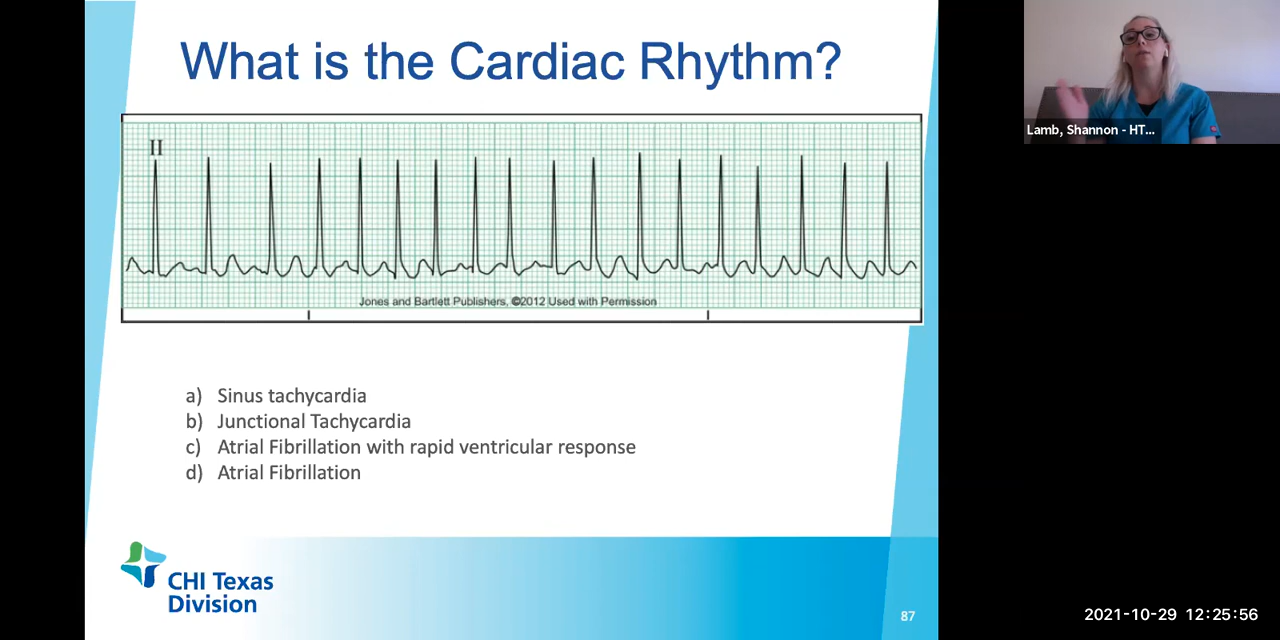 What is the Cardiac Rhythm?
Lamb, Shannon - HT...
II
Jones and Bartlett Publishers, ©2012 Used with Permission
a) Sinus tachycardia
b) Junctional Tachycardia
c) Atrial Fibrillation with rapid ventricular response
d) Atrial Fibrillation
CHI Texas
Division
87
2021-10-29 12:25:56